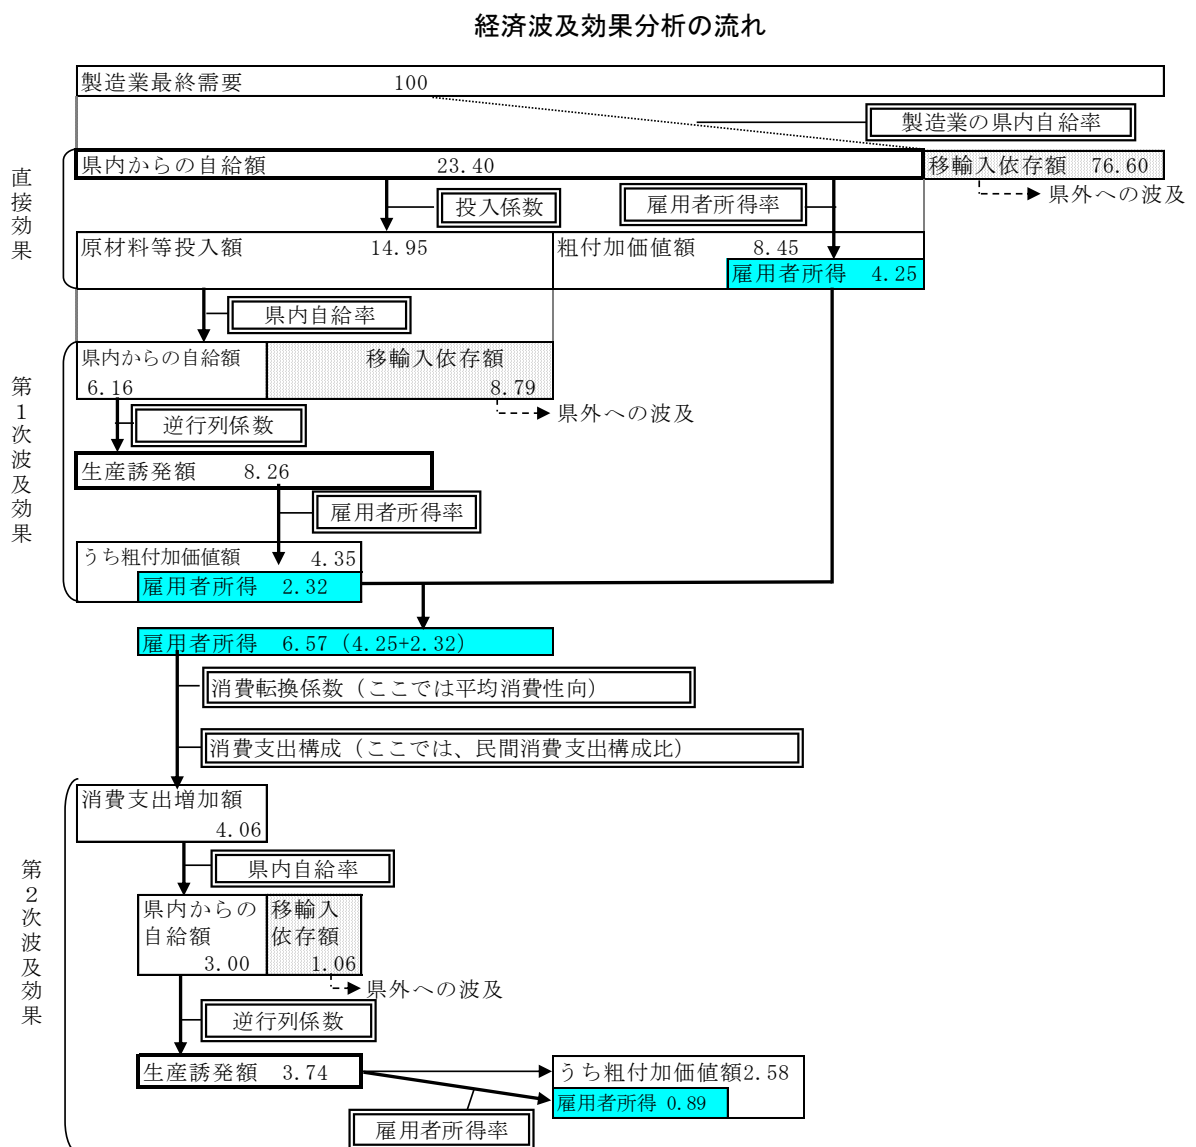 経済波及効果分析の流れ
製造業最終需要 100
製造業の県内自給率
直接効果
県内からの自給額 23.40
移輸入依存額 76.60
県外への波及
投入係数
雇用者所得率
原材料等投入額 14.95
粗付加価値額 8.45
雇用者所得 4.25
県内自給率
第1次波及効果
県内からの自給額
6.16
移輸入依存額
8.79
県外への波及
逆行列係数
生産誘発額 8.26
雇用者所得率
うち粗付加価値額 4.35
雇用者所得 2.32
雇用者所得 6.57 (4.25+2.32)
消費転換係数(ここでは平均消費性向)
消費支出構成(ここでは、民間消費支出構成比)
第2次波及効果
消費支出増加額
4.06
県内自給率
県内からの
自給額
3.00
移輸入
依存額
1.06
県外への波及
逆行列係数
生産誘発額 3.74
うち粗付加価値額2.58
雇用者所得 0.89
雇用者所得率